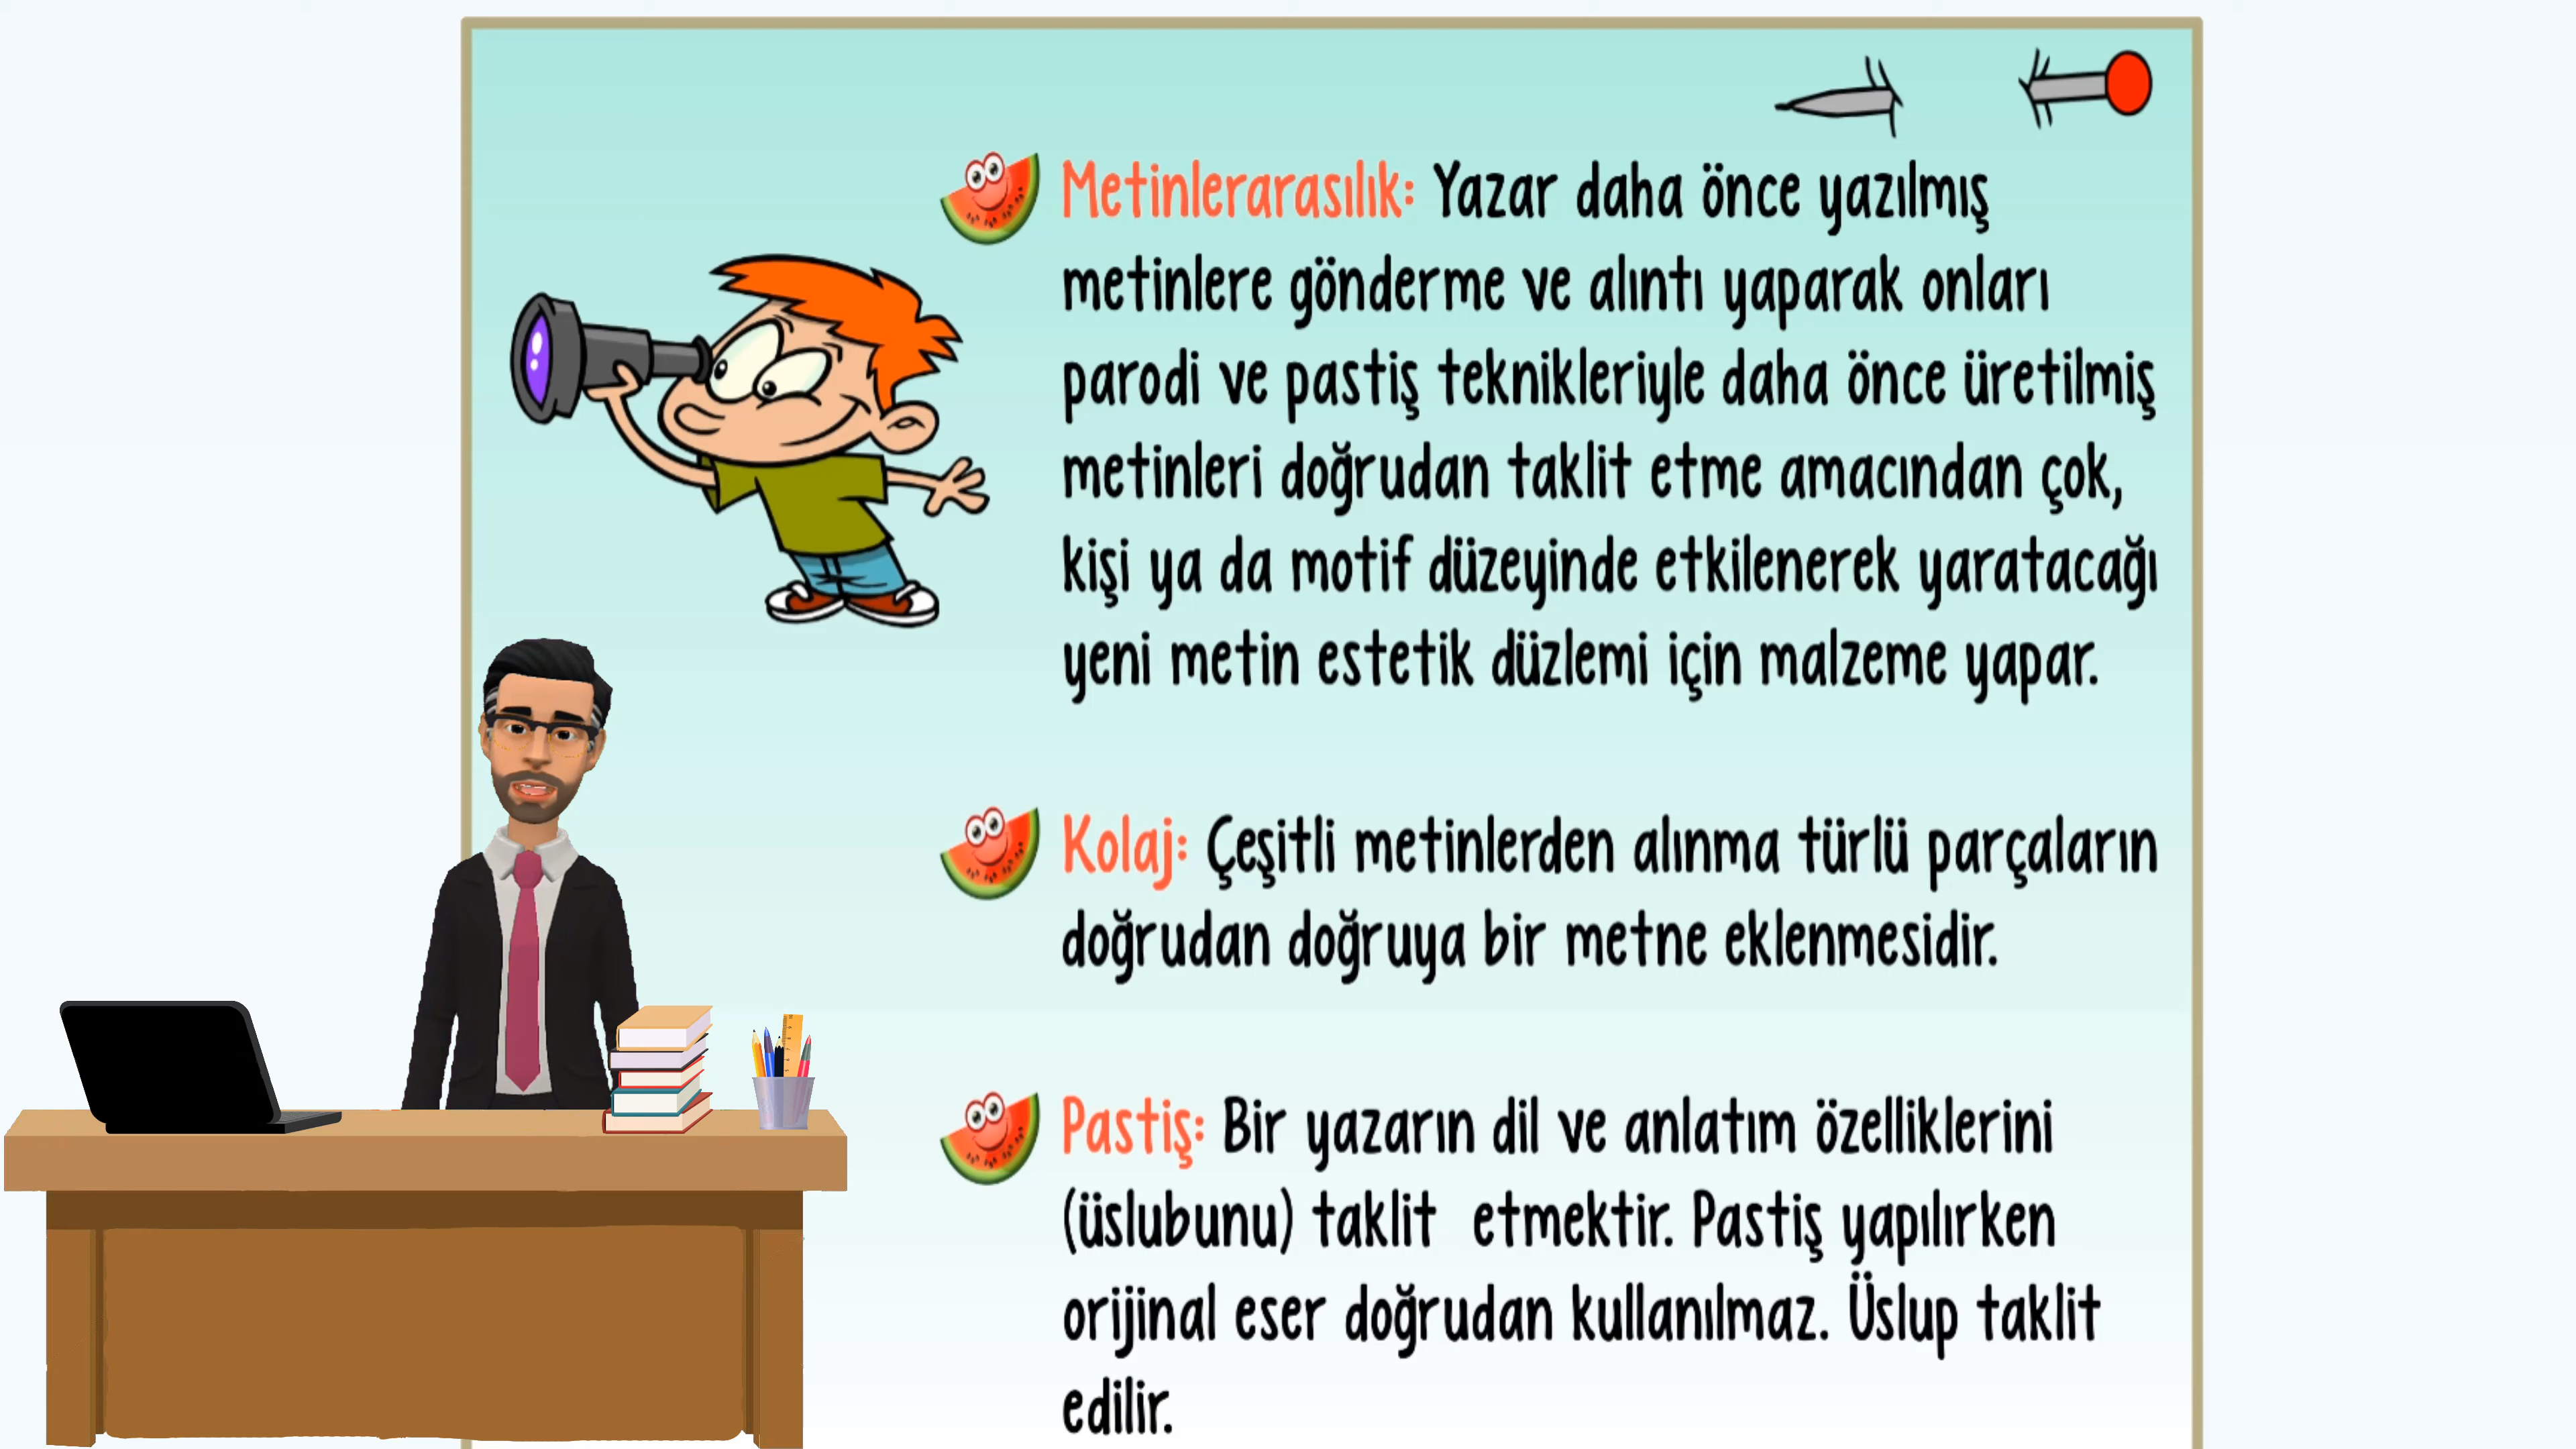 Metinlerarasılık: Yazar daha önce yazılmış
metinlere gönderme ve alıntı yaparak onları
parodi ve pastiş teknikleriyle daha önce üretilmiş
metinleri doğrudan taklit etme amacından çok,
kişi ya da motif düzeyinde etkilenerek yaratacağı
yeni metin estetik düzlemi için malzeme yapar.
Kolaj: Çeşitli metinlerden alınma türlü parçaların
doğrudan doğruya bir metne eklenmesidir.
Pastiş: Bir yazarın dil ve anlatım özelliklerini
(üslubunu) taklit etmektir. Pastiş yapılırken
orijinal eser doğrudan kullanılmaz. Üslup taklit
edilir.